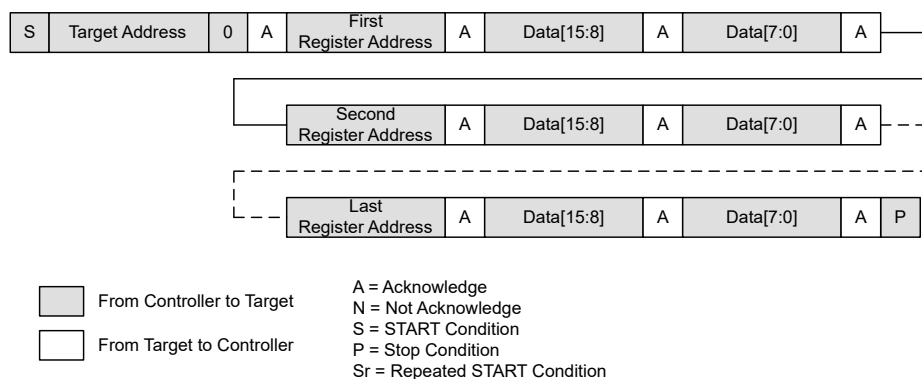 First
S Target Address 0 A Register Address A Data[15:8] A Data[7:0] A
Second
Register Address A Data[15:8] A Data[7:0] A
Last
Register Address A Data[15:8] A Data[7:0] A P
From Controller to Target
From Target to Controller
A = Acknowledge
N = Not Acknowledge
S = START Condition
P = Stop Condition
Sr = Repeated START Condition